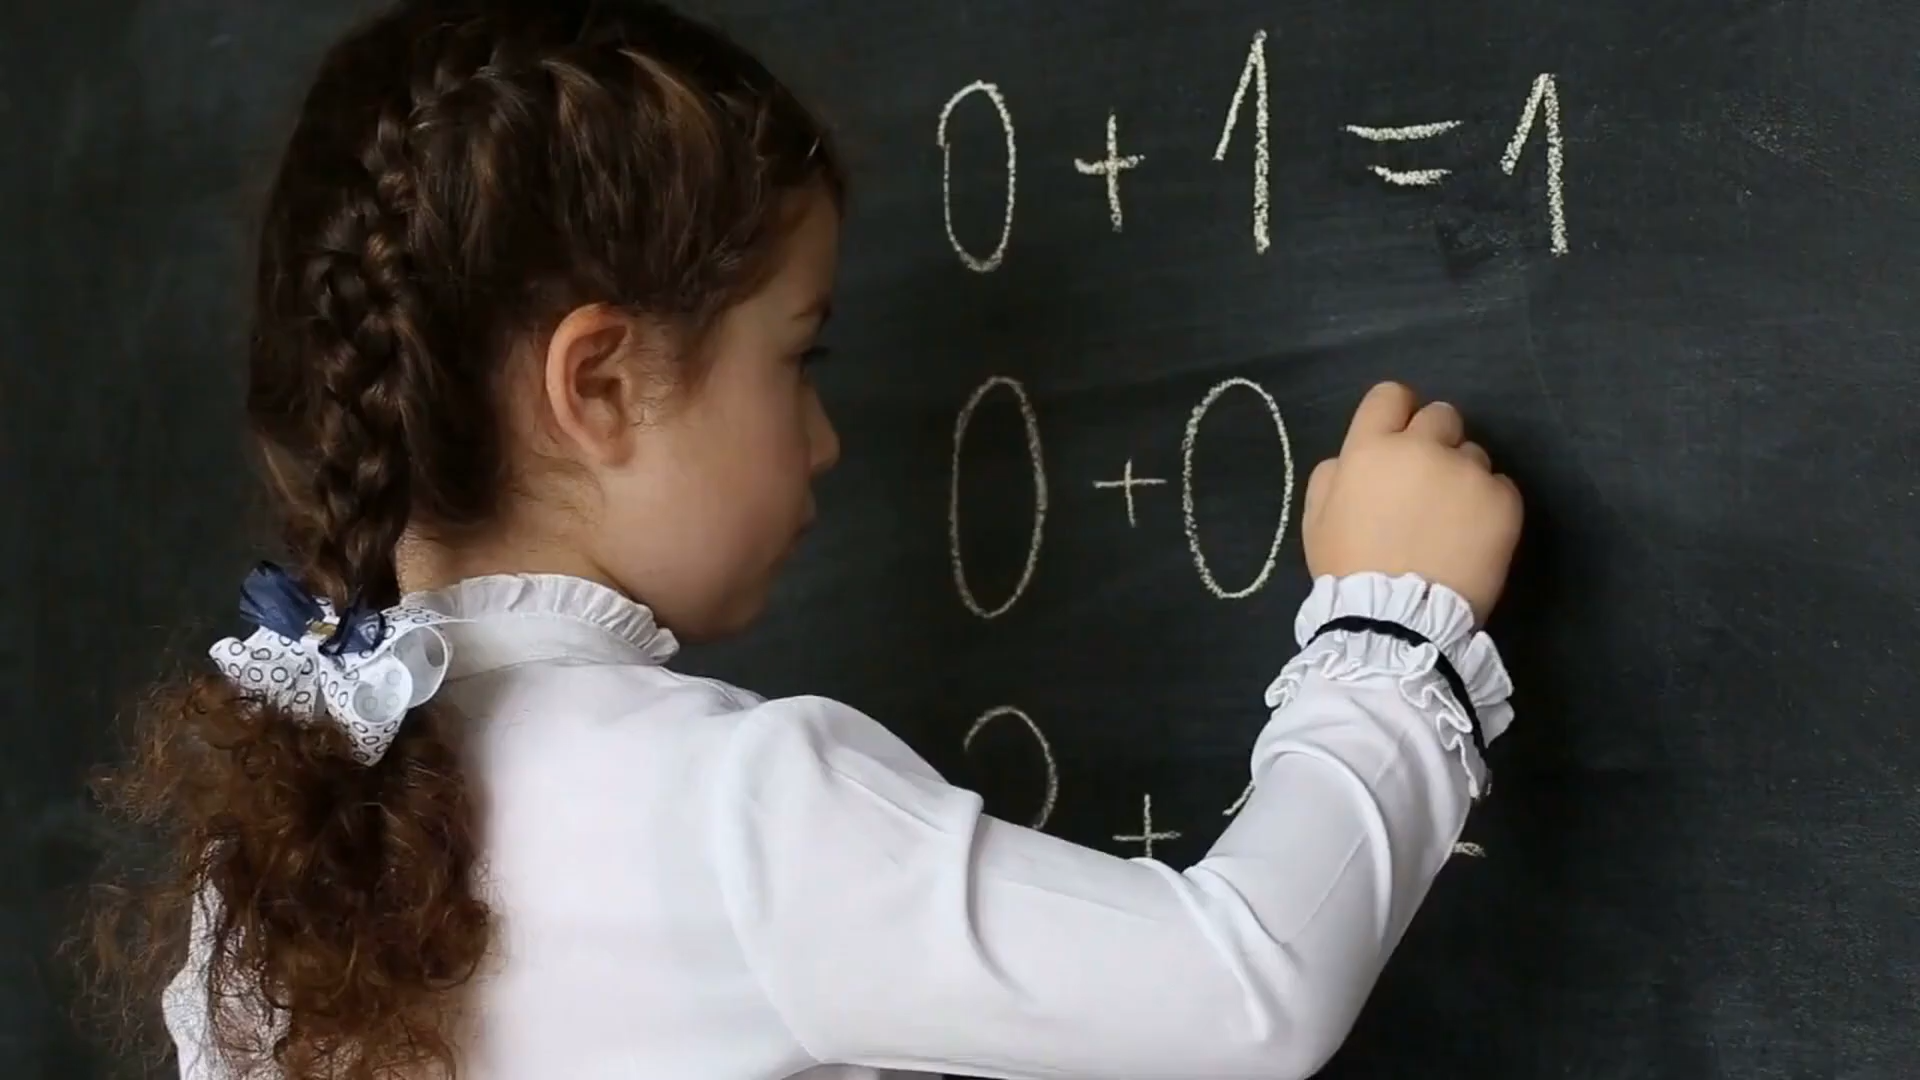 0 + 1 = 1
0 + 0
+